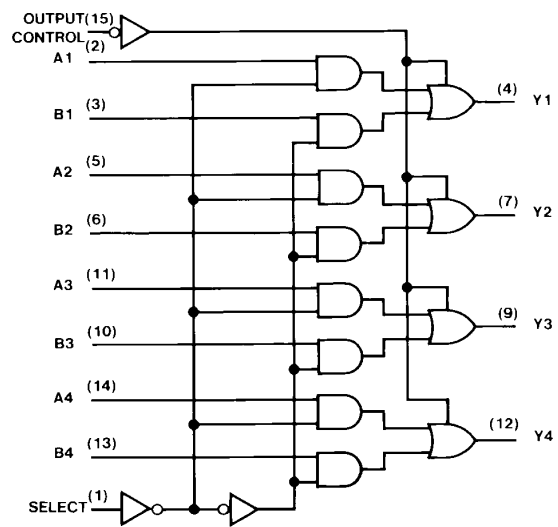 OUTPUT (15)
CONTROL
(2)
A1
(4)
Y1
(3)
B1
(5)
A2
(7)
Y2
(6)
B2
(11)
A3
(9)
Y3
(10)
B3
(14)
A4
(12)
Y4
(13)
B4
SELECT (1)